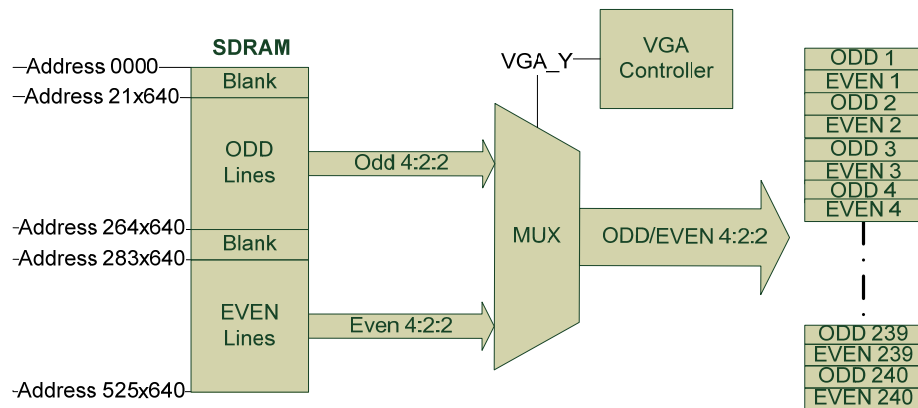 SDRAM
Address 0000
Blank
Address 21x640
ODD
Lines
Address 264x640
Blank
Address 283x640
EVEN
Lines
Address 525x640
Odd 4:2:2
Even 4:2:2
VGA_Y
VGA
Controller
MUX
ODD/EVEN 4:2:2
ODD 1
EVEN 1
ODD 2
EVEN 2
ODD 3
EVEN 3
ODD 4
EVEN 4
ODD 239
EVEN 239
ODD 240
EVEN 240